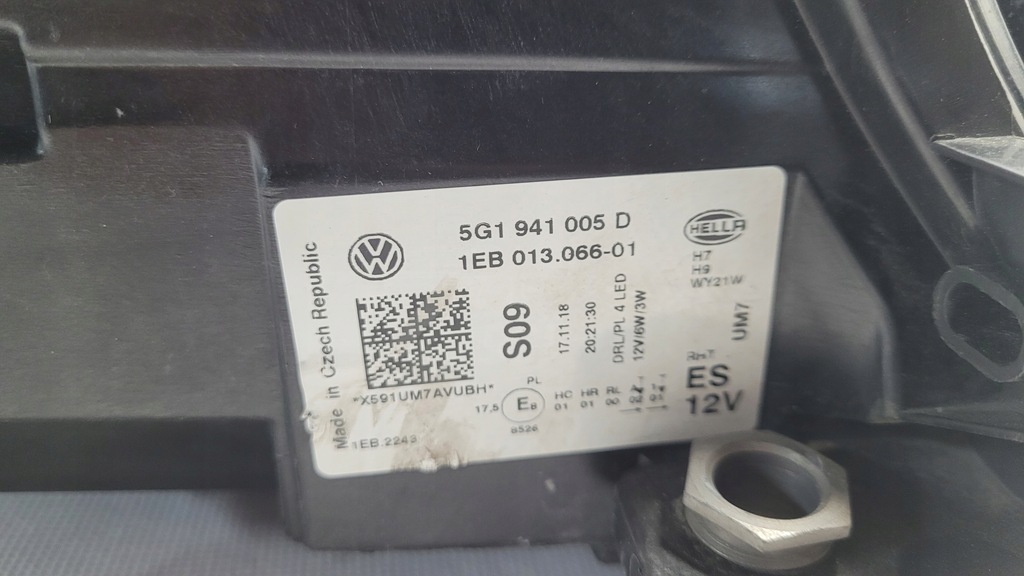 5G1 941 005 D
1EB 013.066-01
HELLA
H7
H9
WY21W
Made in Czech Republic
S09
17.11.18
20:21:30
DRL/PL 4 LED
12V/6W/3W
UM7
*X591UM7AVUBH*
17,5
PL
E8
8526
HC
01
HR
01
RL
00
ES
12V
1EB.2243